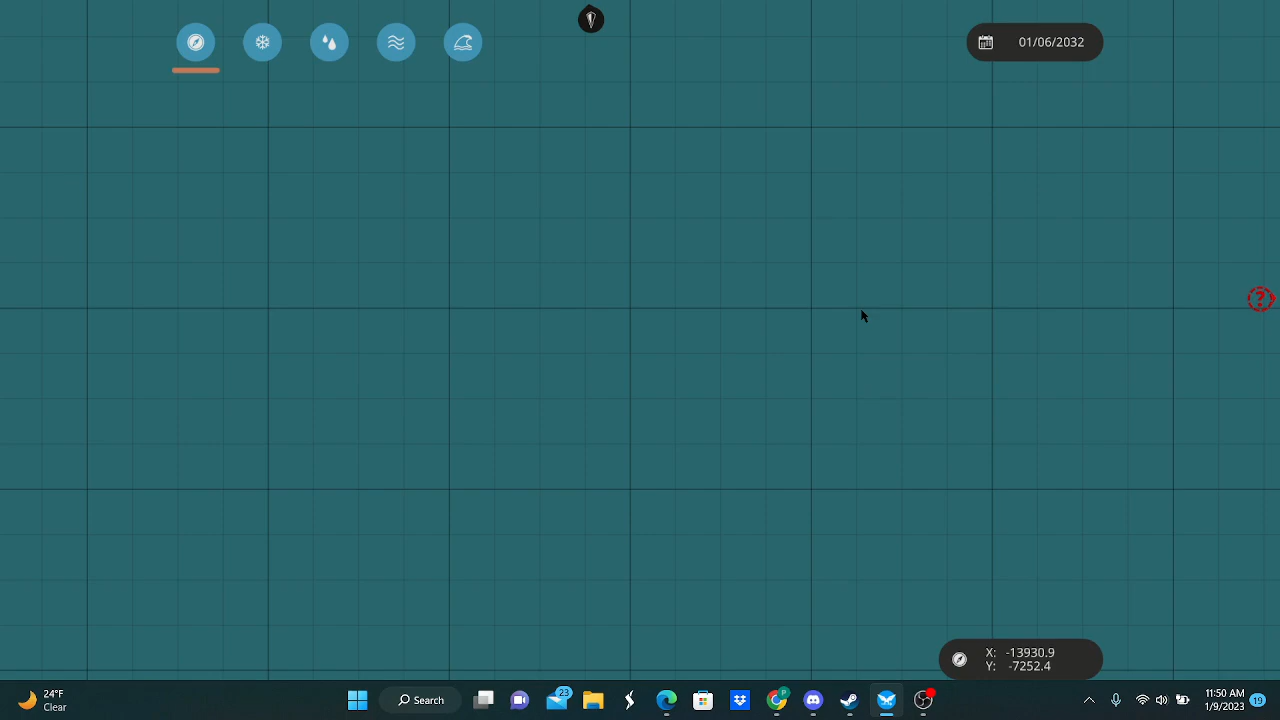 01/06/2032
?
X: -13930.9
Y: -7252.4
24°F
Clear
Search
23
P
11:50 AM
1/9/2023
19